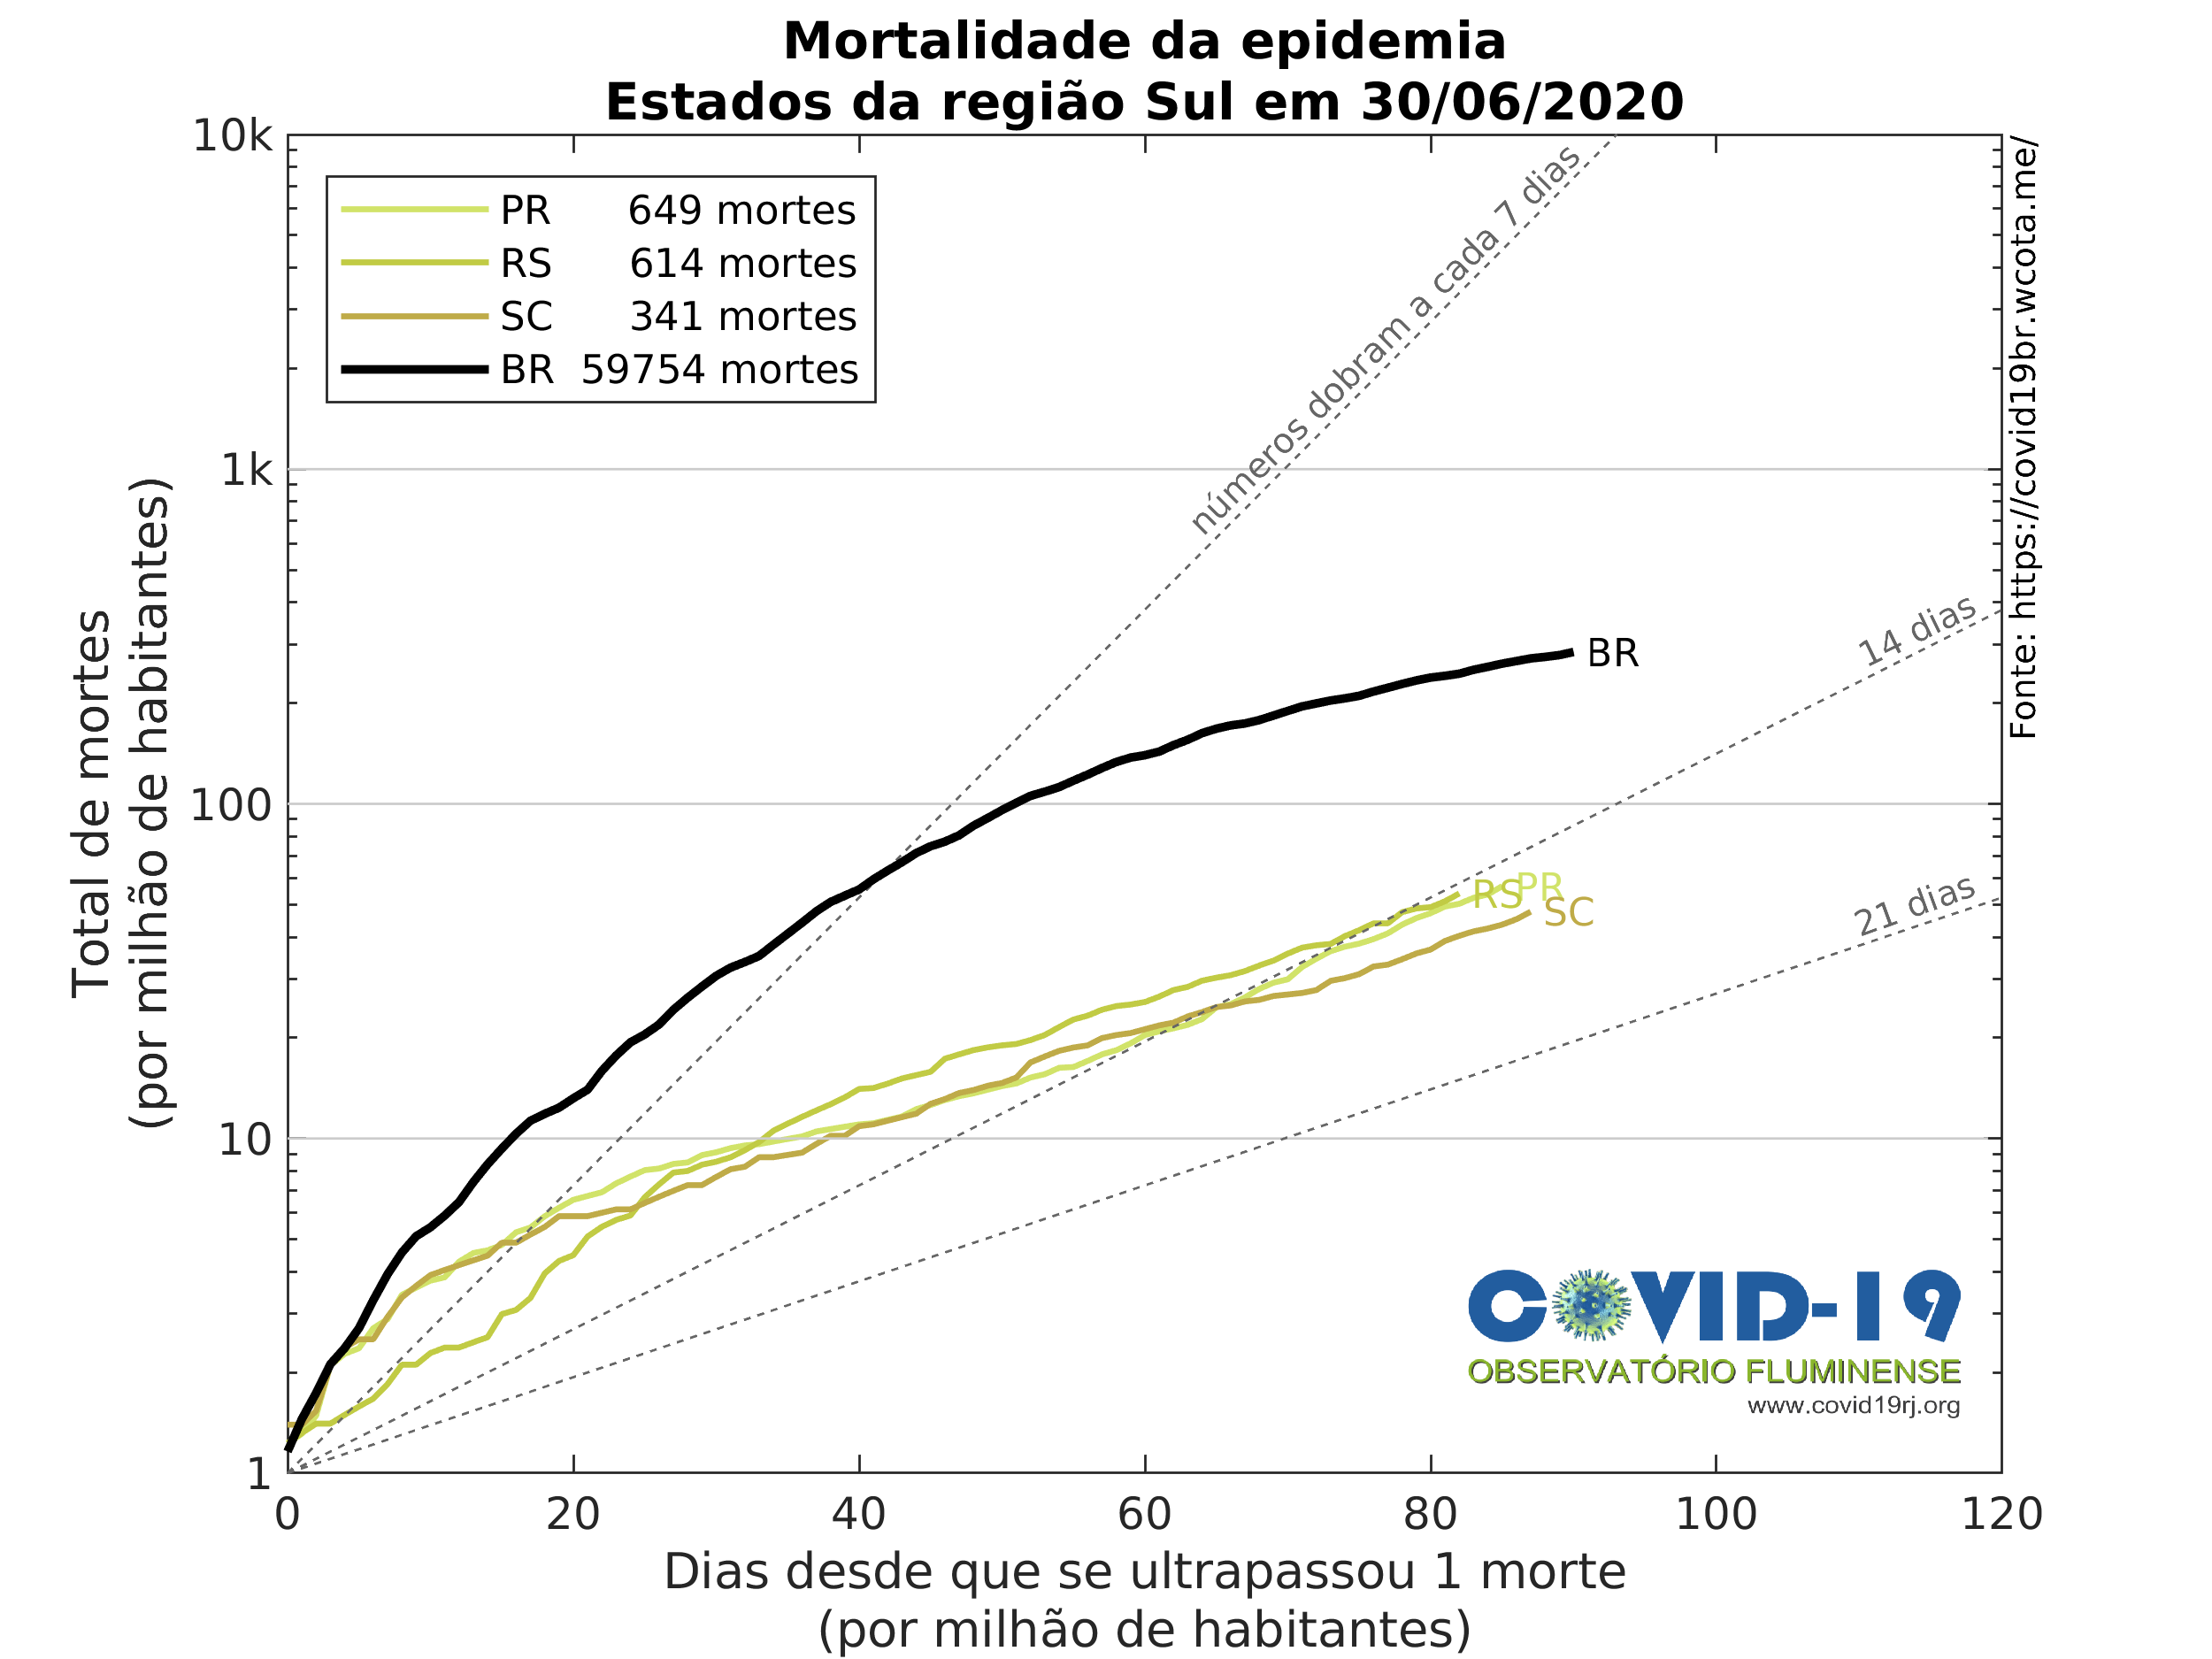 Mortalidade da epidemia
Estados da região Sul em 30/06/2020
10k
1k
100
10
1
Total de mortes
(por milhão de habitantes)
PR 649 mortes
RS 614 mortes
SC 341 mortes
BR 59754 mortes
números dobram a cada 7 dias
14 dias
21 dias
BR
RS
PR
SC
Fonte: https://covid19br.wcota.me/
COVID-19
OBSERVATÓRIO FLUMINENSE
www.covid19rj.org
0 20 40 60 80 100 120
Dias desde que se ultrapassou 1 morte
(por milhão de habitantes)